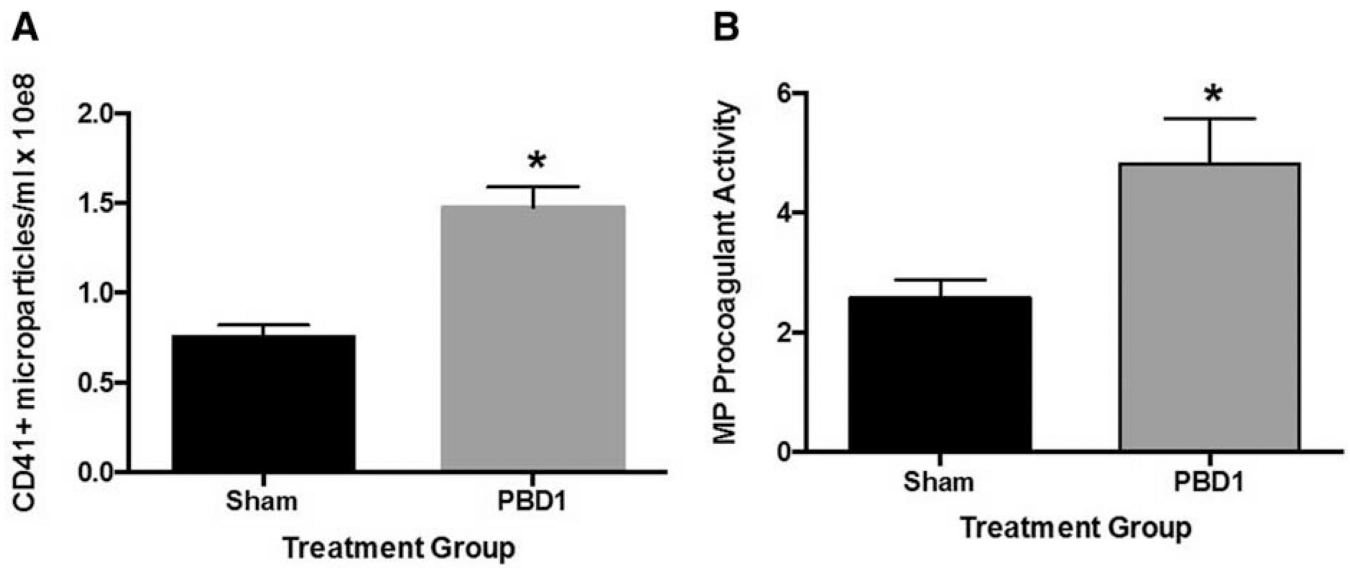 A
CD41+ microparticles/ml x 10e8
2.0
1.5
1.0
0.5
0.0
*
Sham
PBD1
Treatment Group
B
MP Procoagulant Activity
6
4
2
0
*
Sham
PBD1
Treatment Group